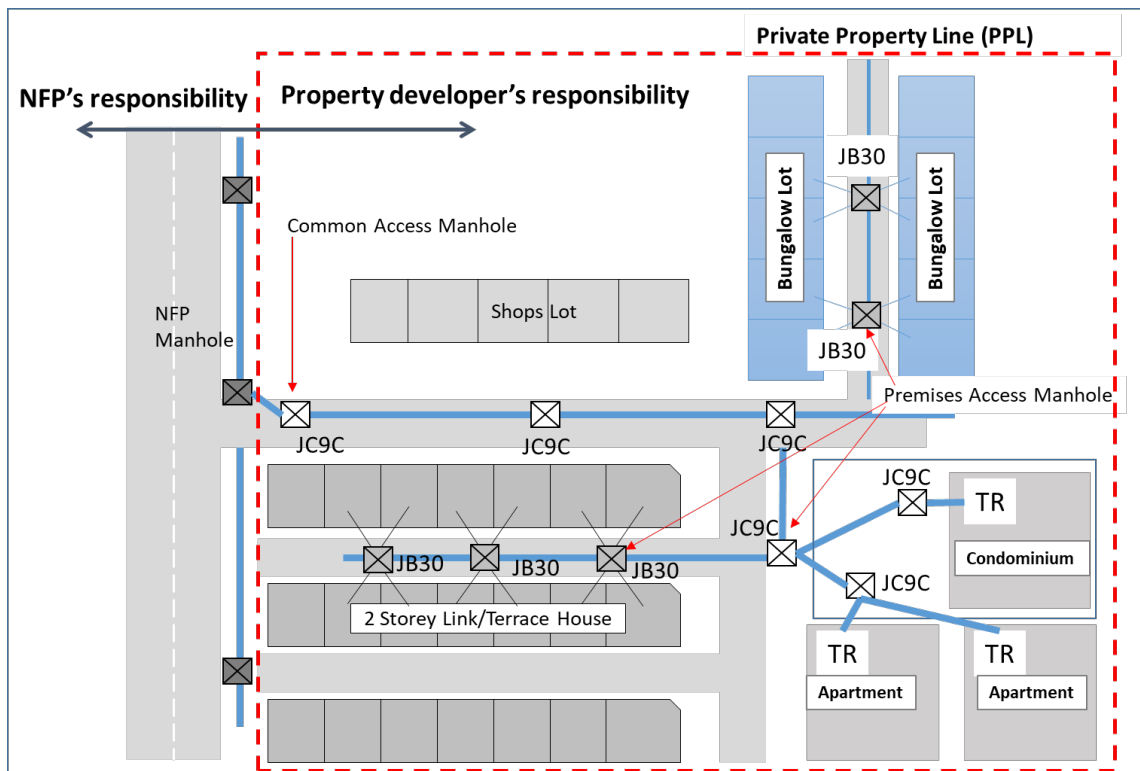 Private Property Line (PPL)
NFP's responsibility
Property developer's responsibility
JB30
Bungalow Lot
Bungalow Lot
Common Access Manhole
NFP
Manhole
Shops Lot
JB30
Premises Access Manhole
JC9C
JC9C
JC9C
JC9C
TR
JC9C
Condominium
JB30
JB30
JB30
JC9C
2 Storey Link/Terrace House
TR
TR
Apartment
Apartment